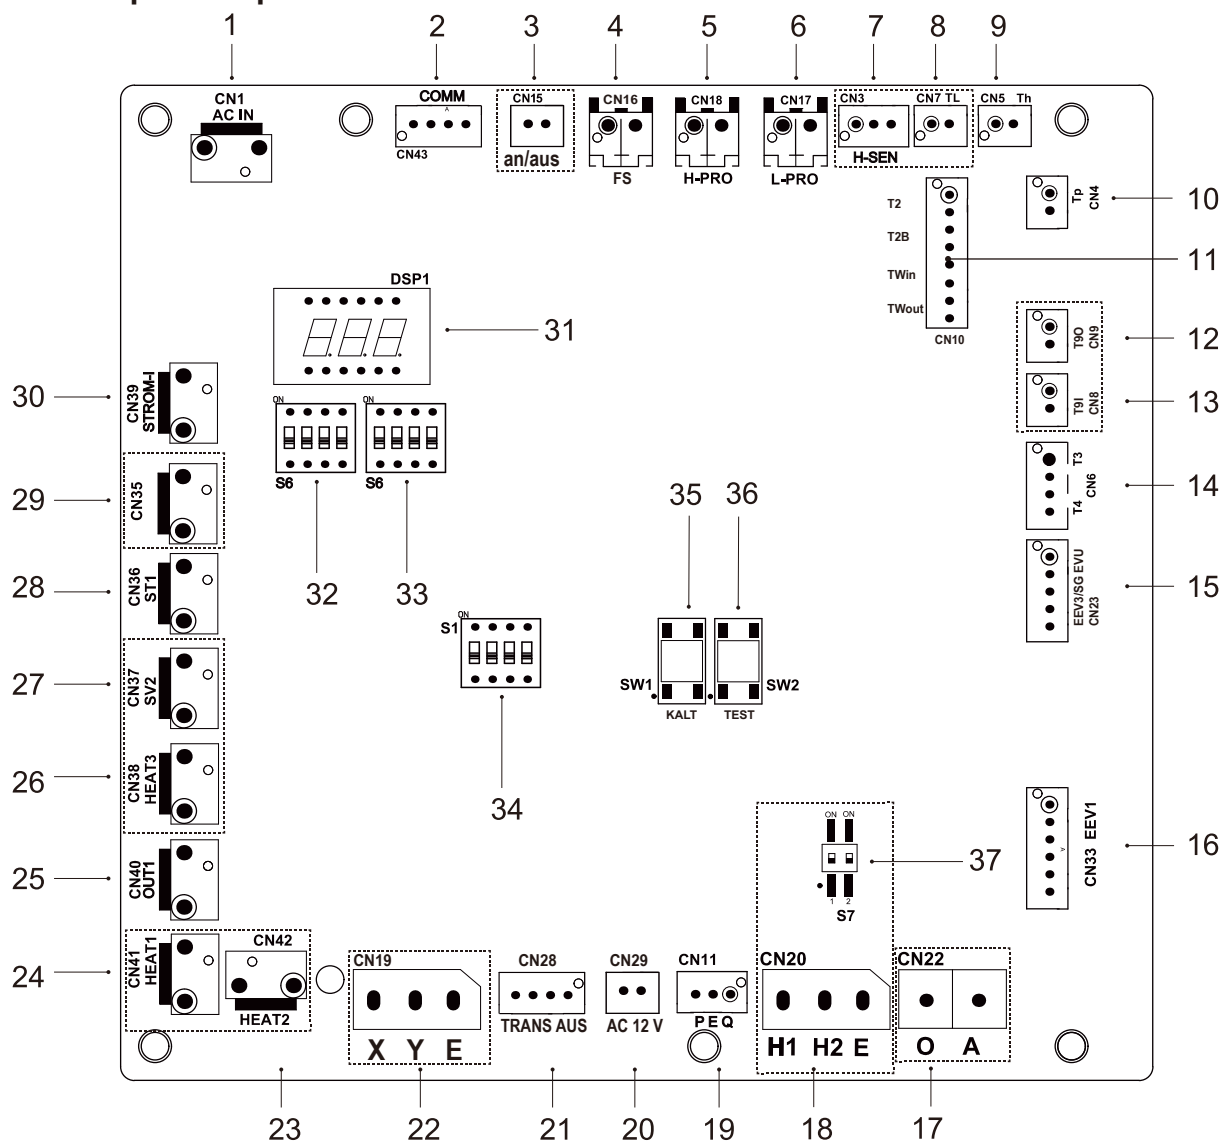 1 2 3 4 5 6 7 8 9
CN1
AC IN
COMM
CN43
CN15
an/aus
CN16
FS
CN18
H-PRO
CN17
L-PRO
CN3
H-SEN
CN7 TL
CN5 Th
Tp
CN4
10
T2
T2B
TWin
TWout
CN10
11
DSP1
31
T9O
CN9
12
T9I
CN8
13
T3
CN6
T4
14
EEV3/SG EVU
CN23
15
30
CN39
STROM-I
29
CN35
28
CN36
ST1
27
CN37
SV2
26
CN38
HEAT3
25
CN40
OUT1
24
CN41
HEAT1
CN42
HEAT2
ON
S6
ON
S6
32 33
ON
S1
34
35 36
SW1
KALT
SW2
TEST
ON ON
1 2
S7
37
CN33 EEV1
16
CN19
X Y E
CN28
TRANS AUS
CN29
AC 12 V
CN11
P E Q
CN20
H1 H2 E
CN22
O A
23 22 21 20 19 18 17